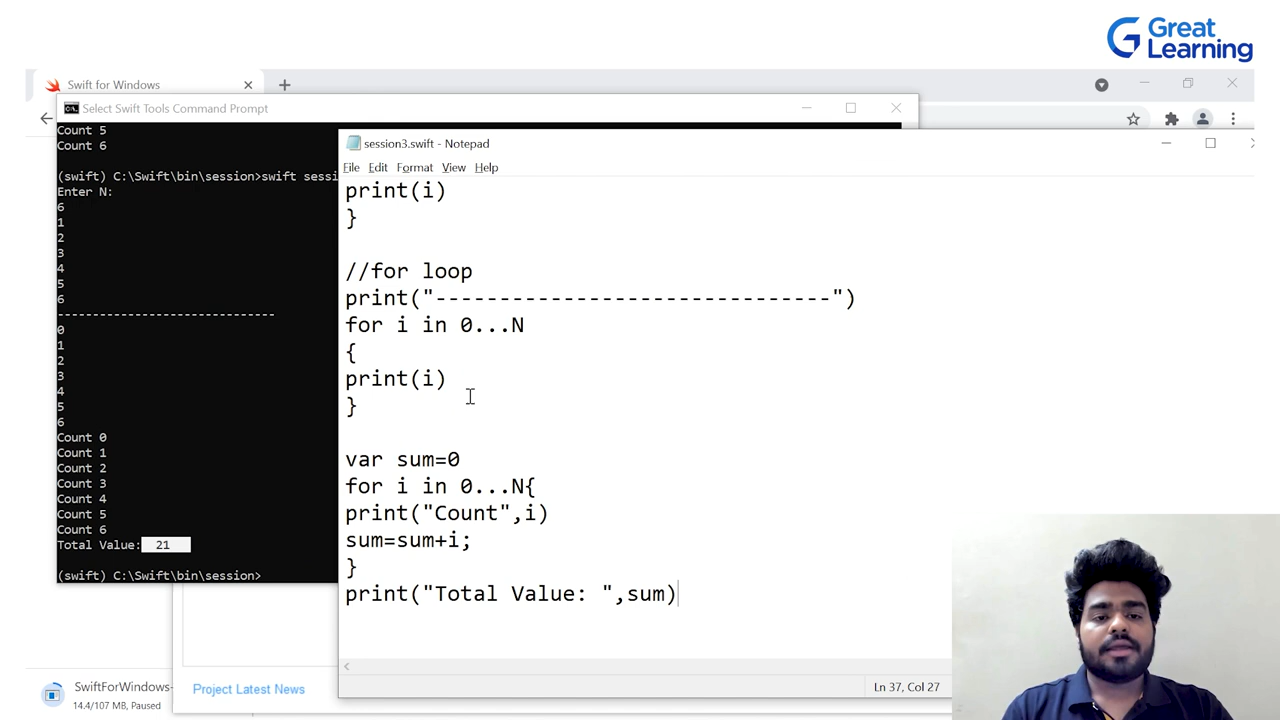 Great
Learning
Swift for Windows
Select Swift Tools Command Prompt
Count 5
Count 6
(swift) C:\Swift\bin\session>swift sessi
Enter N:
6
1
2
3
4
5
6
-------------------------------
0
1
2
3
4
5
6
Count 0
Count 1
Count 2
Count 3
Count 4
Count 5
Count 6
Total Value:  21
(swift) C:\Swift\bin\session>
session3.swift - Notepad
File Edit Format View Help
print(i)
}
//for loop
print("-------------------------------")
for i in 0...N
{
print(i)
}
var sum=0
for i in 0...N{
print("Count",i)
sum=sum+i;
}
print("Total Value: ",sum)
Ln 37, Col 27
Project Latest News
SwiftForWindows-
14.4/107 MB, Paused